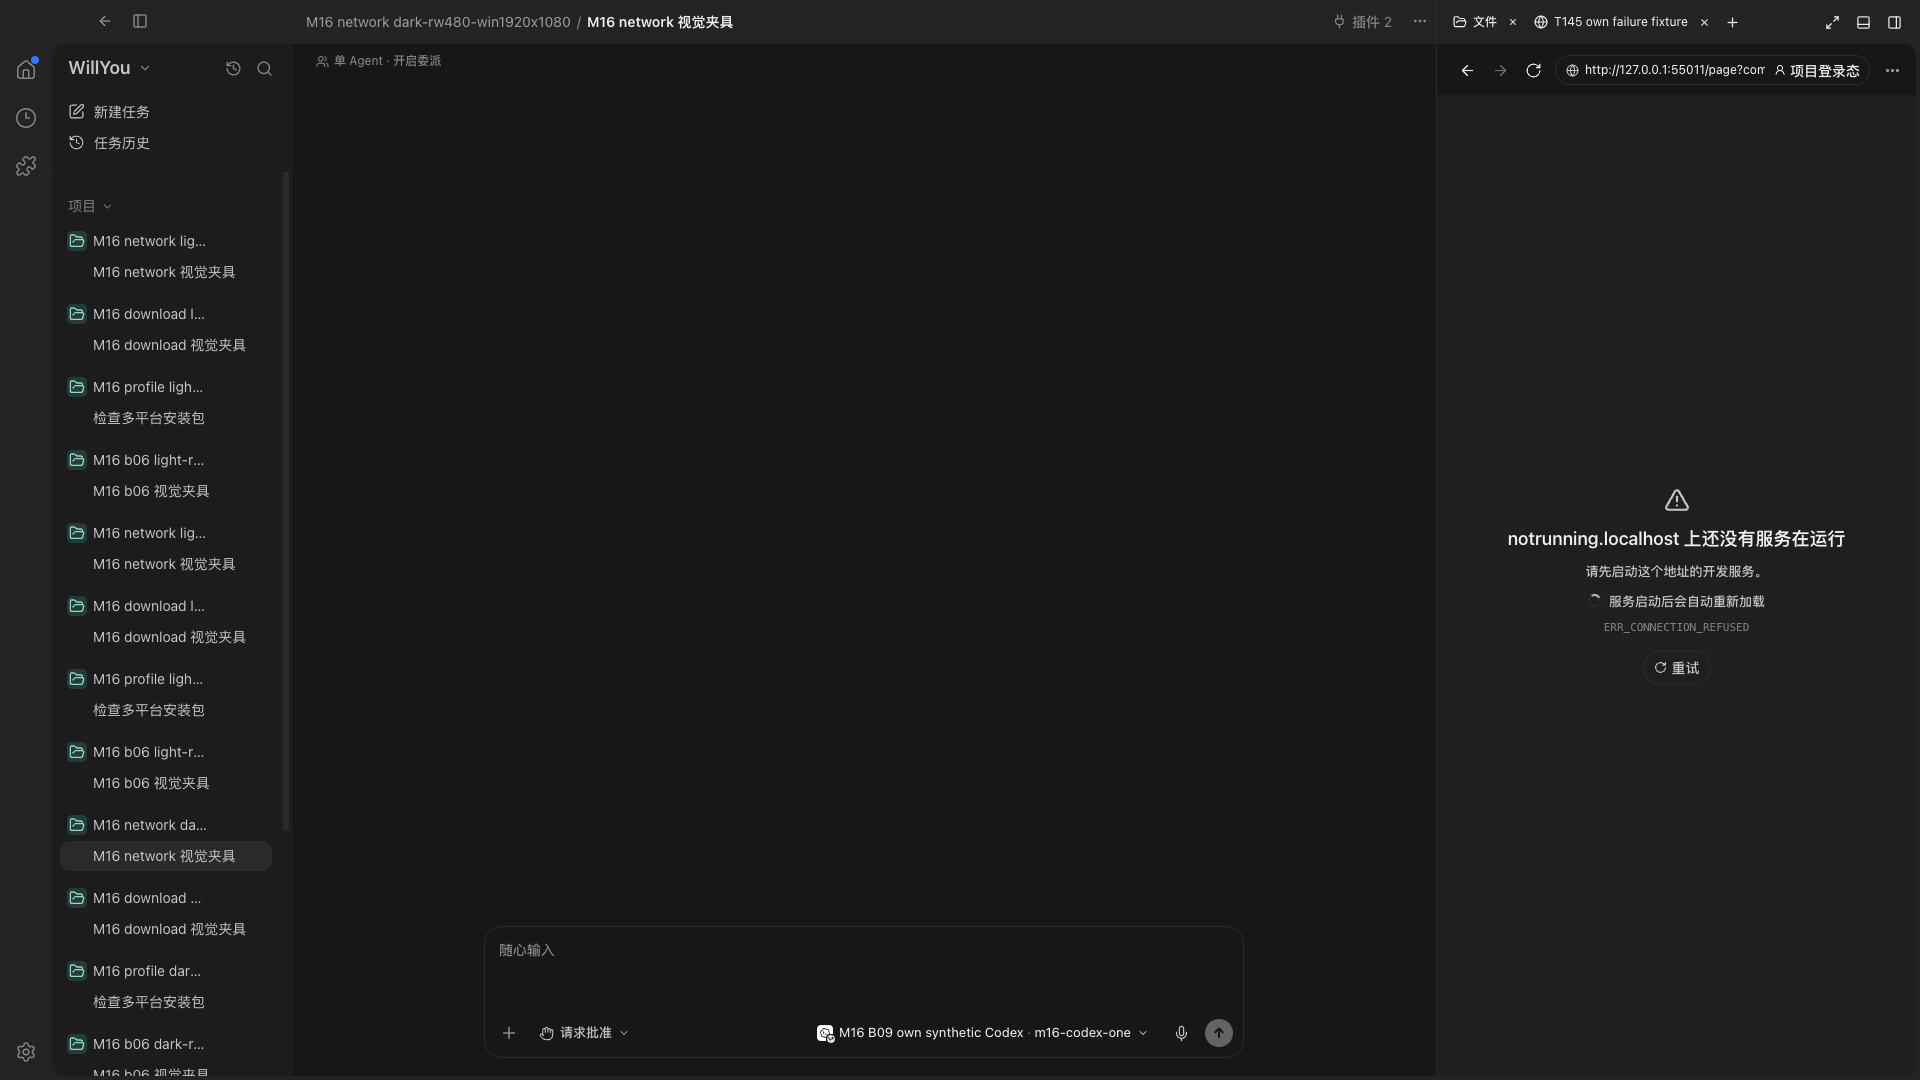 M16 network dark-rw480-win1920x1080 / M16 network 视觉夹具
插件 2
文件
T145 own failure fixture
WillYou
新建任务
任务历史
项目
M16 network lig...
M16 network 视觉夹具
M16 download l...
M16 download 视觉夹具
M16 profile ligh...
检查多平台安装包
M16 b06 light-r...
M16 b06 视觉夹具
M16 network lig...
M16 network 视觉夹具
M16 download l...
M16 download 视觉夹具
M16 profile ligh...
检查多平台安装包
M16 b06 light-r...
M16 b06 视觉夹具
M16 network da...
M16 network 视觉夹具
M16 download ...
M16 download 视觉夹具
M16 profile dar...
检查多平台安装包
M16 b06 dark-r...
M16 b06 视觉夹具
单 Agent · 开启委派
随心输入
请求批准
M16 B09 own synthetic Codex · m16-codex-one
http://127.0.0.1:55011/page?com
项目登录态
notrunning.localhost 上还没有服务在运行
请先启动这个地址的开发服务。
服务启动后会自动重新加载
ERR_CONNECTION_REFUSED
重试